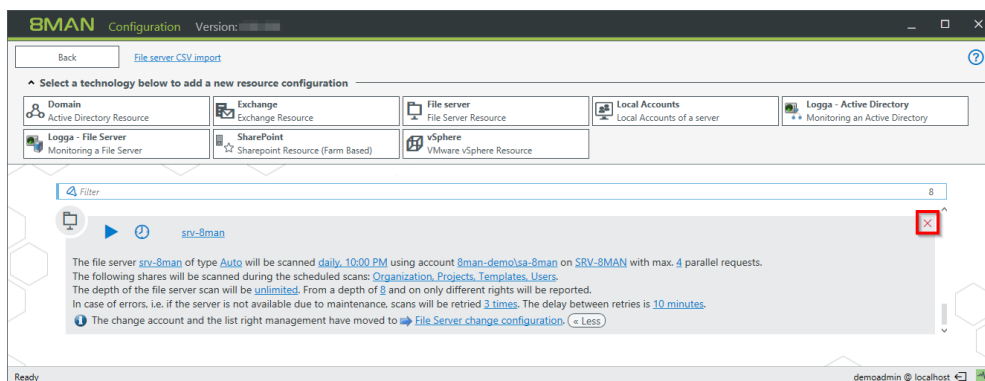 8MAN Configuration Version:
Back File server CSV import
Select a technology below to add a new resource configuration
Domain
Active Directory Resource
Exchange
Exchange Resource
File server
File Server Resource
Local Accounts
Local Accounts of a server
Logga - Active Directory
Monitoring an Active Directory
Logga - File Server
Monitoring a File Server
SharePoint
Sharepoint Resource (Farm Based)
vSphere
VMware vSphere Resource
Filter 8
srv-8man
The file server srv-8man of type Auto will be scanned daily, 10:00 PM using account 8man-demo\sa-8man on SRV-8MAN with max. 4 parallel requests.
The following shares will be scanned during the scheduled scans: Organization, Projects, Templates, Users.
The depth of the file server scan will be unlimited. From a depth of 8 and on only different rights will be reported.
In case of errors, i.e. if the server is not available due to maintenance, scans will be retried 3 times. The delay between retries is 10 minutes.
The change account and the list right management have moved to File Server change configuration. « Less
Ready demoadmin @ localhost